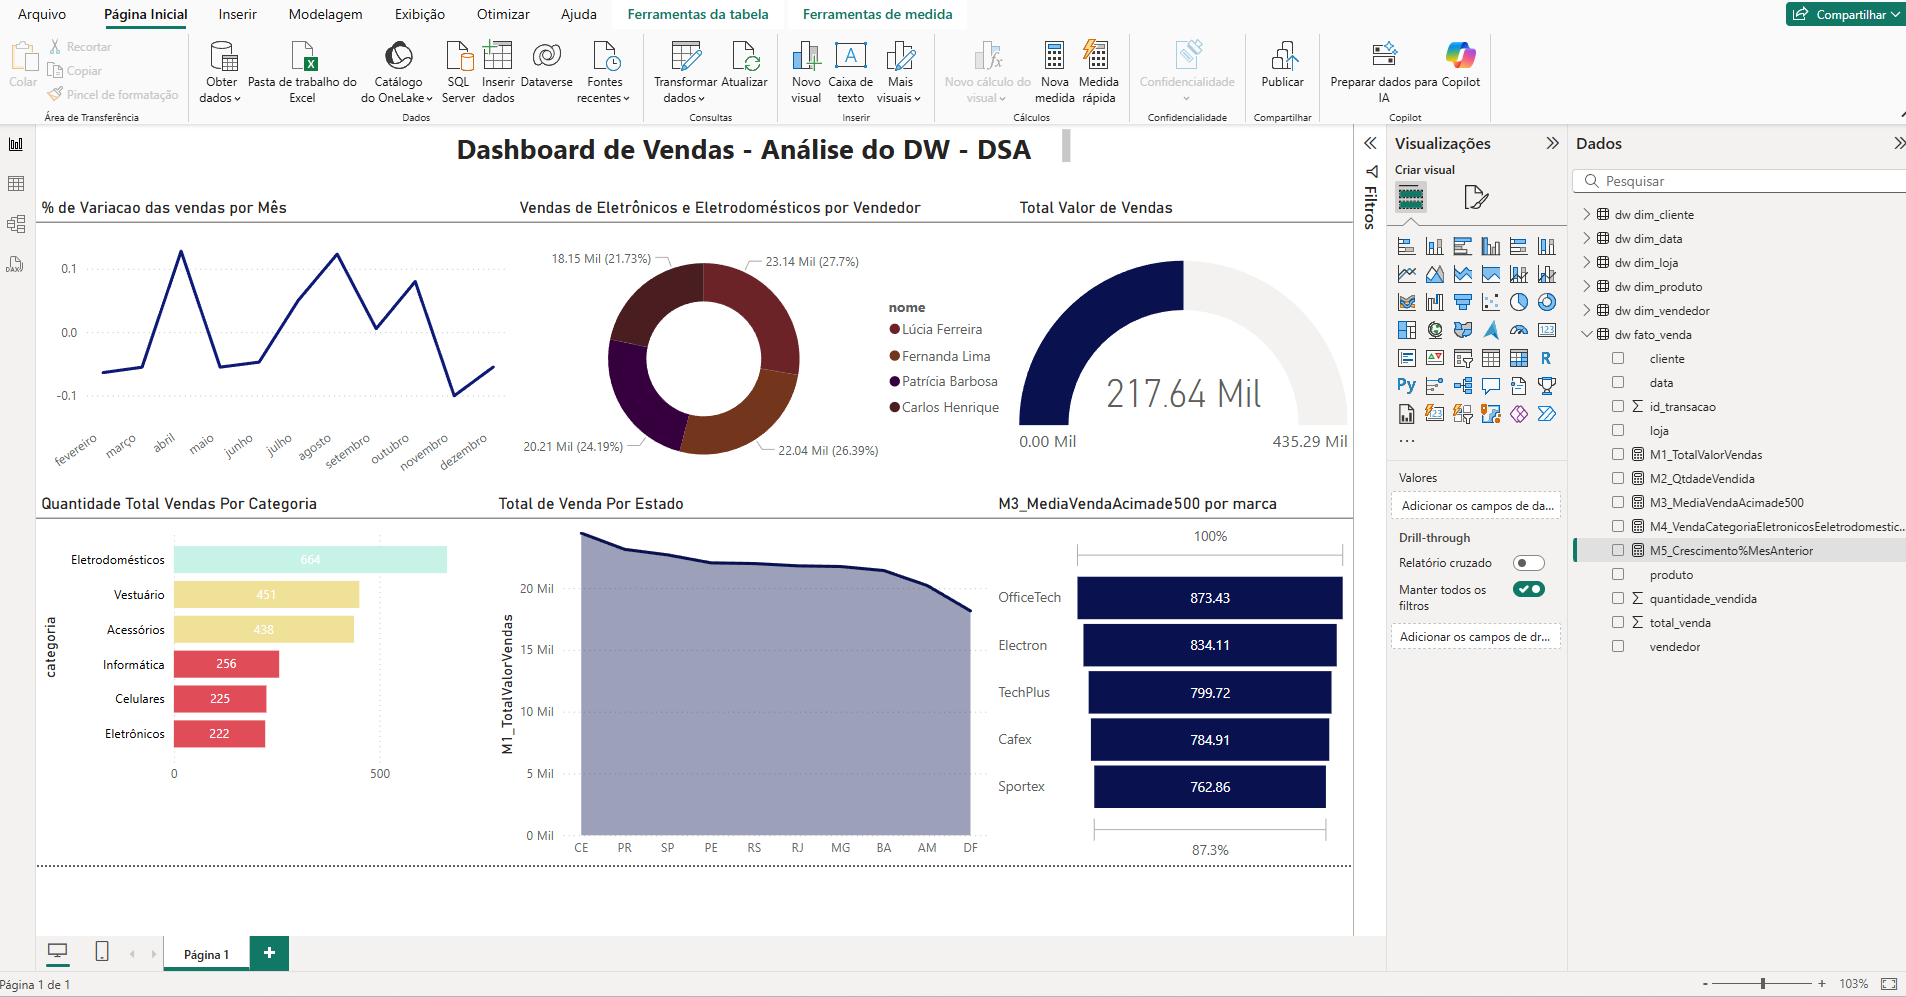 Arquivo Página Inicial Inserir Modelagem Exibição Otimizar Ajuda Ferramentas da tabela Ferramentas de medida Compartilhar
Colar
Recortar
Copiar
Pincel de formatação
Área de Transferência
Obter dados
Pasta de trabalho do Excel
Catálogo do OneLake
SQL Server
Inserir dados
Dataverse
Fontes recentes
Dados
Transformar dados
Atualizar
Consultas
Novo visual
Caixa de texto
Mais visuais
Inserir
Novo cálculo do visual
Nova medida
Medida rápida
Cálculos
Confidencialidade
Confidencialidade
Publicar
Compartilhar
Preparar dados para IA
Copilot
Copilot
Dashboard de Vendas - Análise do DW - DSA
% de Variacao das vendas por Mês
0.1
0.0
-0.1
fevereiro março abril maio junho julho agosto setembro outubro novembro dezembro
Vendas de Eletrônicos e Eletrodomésticos por Vendedor
18.15 Mil (21.73%)
23.14 Mil (27.7%)
20.21 Mil (24.19%)
22.04 Mil (26.39%)
nome
Lúcia Ferreira
Fernanda Lima
Patrícia Barbosa
Carlos Henrique
Total Valor de Vendas
217.64 Mil
0.00 Mil 435.29 Mil
Quantidade Total Vendas Por Categoria
categoria
Eletrodomésticos 664
Vestuário 451
Acessórios 438
Informática 256
Celulares 225
Eletrônicos 222
0 500
Total de Venda Por Estado
M1_TotalValorVendas
20 Mil
15 Mil
10 Mil
5 Mil
0 Mil
CE PR SP PE RS RJ MG BA AM DF
M3_MediaVendaAcimade500 por marca
100%
OfficeTech 873.43
Electron 834.11
TechPlus 799.72
Cafex 784.91
Sportex 762.86
87.3%
Filtros
Visualizações
Criar visual
R
Py
123
123
...
Valores
Adicionar os campos de da...
Drill-through
Relatório cruzado
Manter todos os
filtros
Adicionar os campos de dr...
Dados
Pesquisar
dw dim_cliente
dw dim_data
dw dim_loja
dw dim_produto
dw dim_vendedor
dw fato_venda
cliente
data
Σ id_transacao
loja
M1_TotalValorVendas
M2_QtdadeVendida
M3_MediaVendaAcimade500
M4_VendaCategoriaEletronicosEeletrodomestic...
M5_Crescimento%MesAnterior
produto
Σ quantidade_vendida
Σ total_venda
vendedor
Página 1 +
Página 1 de 1
- + 103%